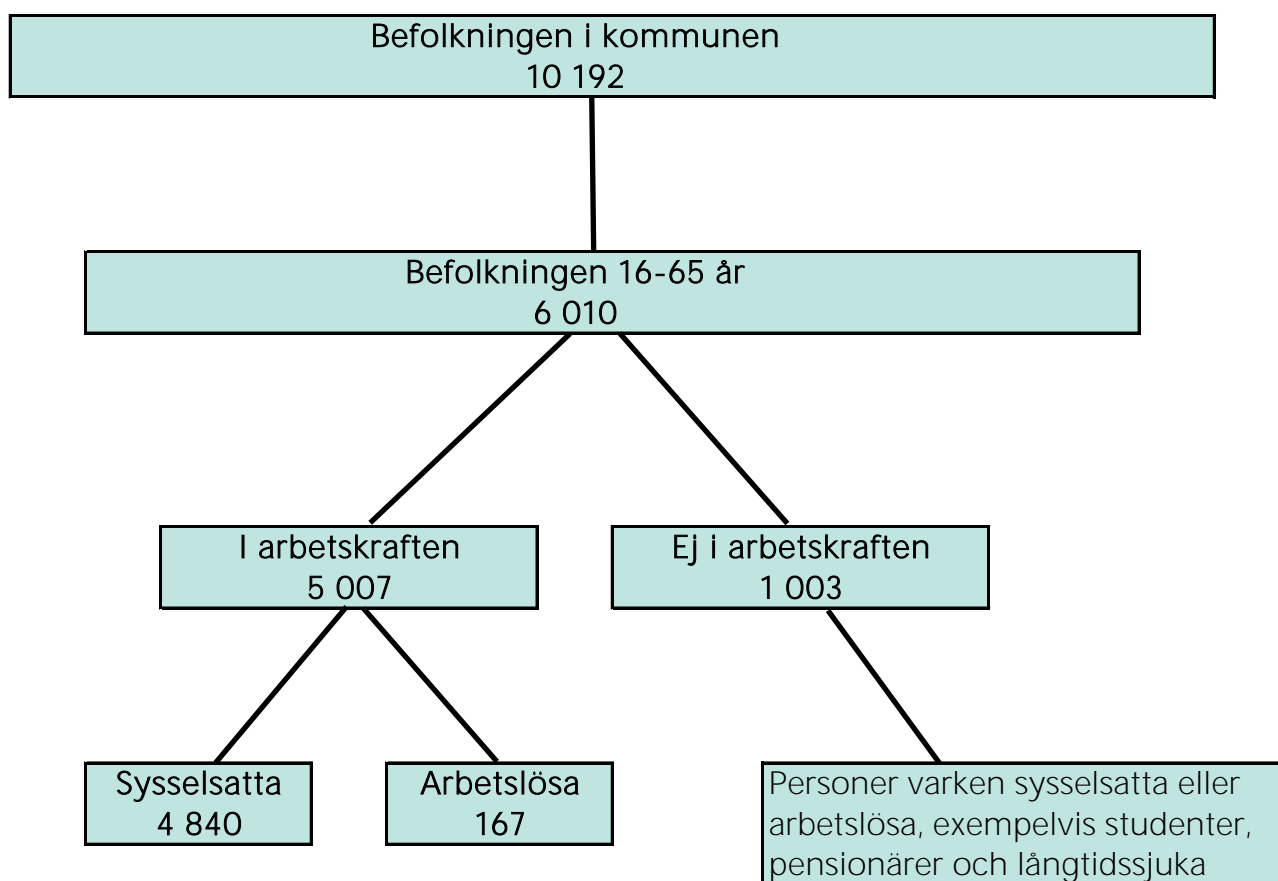 Befolkningen i kommunen
10 192
Befolkningen 16-65 år
6 010
I arbetskraften
5 007
Ej i arbetskraften
1 003
Sysselsatta
4 840
Arbetslösa
167
Personer varken sysselsatta eller
arbetslösa, exempelvis studenter,
pensionärer och långtidssjuka